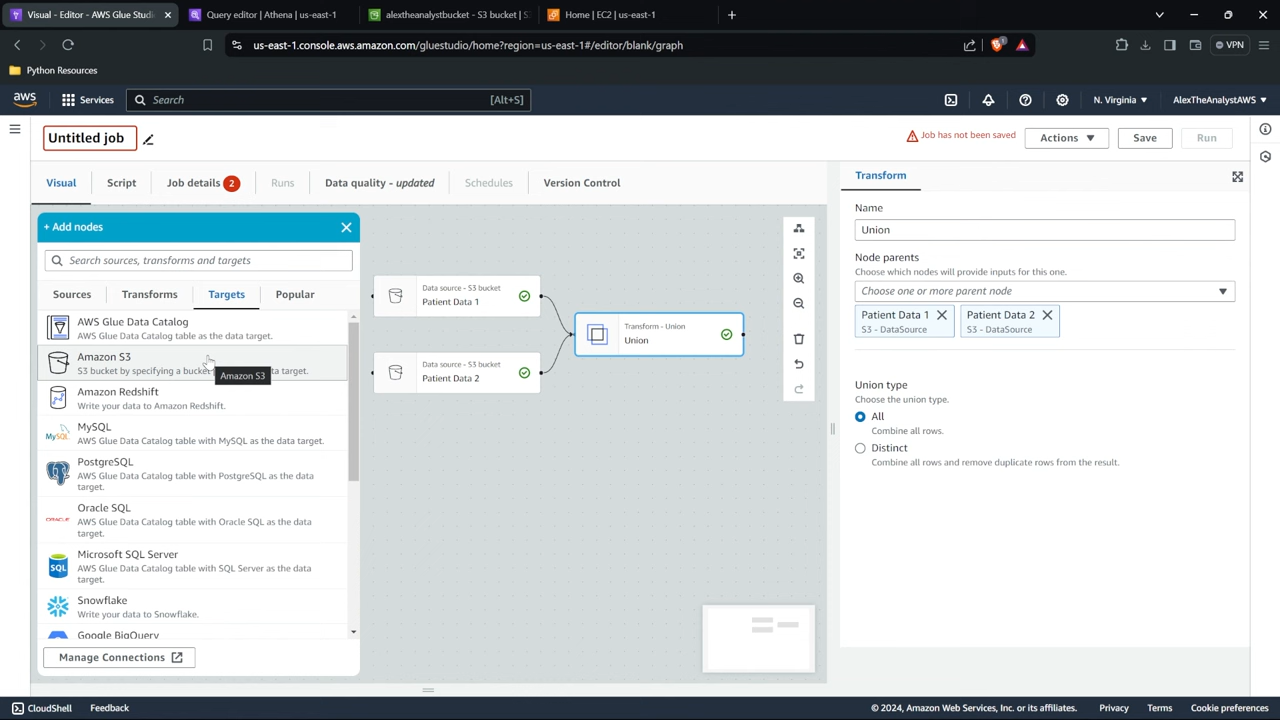 Visual - Editor - AWS Glue Studi
Query editor | Athena | us-east-1
alextheanalystbucket - S3 bucket | S
Home | EC2 | us-east-1
us-east-1.console.aws.amazon.com/gluestudio/home?region=us-east-1#/editor/blank/graph
VPN
Python Resources
aws
Services
Search
[Alt+S]
N. Virginia
AlexTheAnalystAWS
Untitled job
Job has not been saved
Actions
Save
Run
Visual
Script
Job details 2
Runs
Data quality - updated
Schedules
Version Control
+ Add nodes
Search sources, transforms and targets
Sources
Transforms
Targets
Popular
AWS Glue Data Catalog
AWS Glue Data Catalog table as the data target.
Amazon S3
S3 bucket by specifying a bucket
ta target.
Amazon S3
Amazon Redshift
Write your data to Amazon Redshift.
MySQL
AWS Glue Data Catalog table with MySQL as the data target.
PostgreSQL
AWS Glue Data Catalog table with PostgreSQL as the data
target.
Oracle SQL
AWS Glue Data Catalog table with Oracle SQL as the data
target.
Microsoft SQL Server
AWS Glue Data Catalog table with SQL Server as the data
target.
Snowflake
Write your data to Snowflake.
Google BigQuery
Manage Connections
Data source - S3 bucket
Patient Data 1
Data source - S3 bucket
Patient Data 2
Transform - Union
Union
Transform
Name
Union
Node parents
Choose which nodes will provide inputs for this one.
Choose one or more parent node
Patient Data 1
S3 - DataSource
Patient Data 2
S3 - DataSource
Union type
Choose the union type.
All
Combine all rows.
Distinct
Combine all rows and remove duplicate rows from the result.
CloudShell
Feedback
© 2024, Amazon Web Services, Inc. or its affiliates.
Privacy
Terms
Cookie preferences